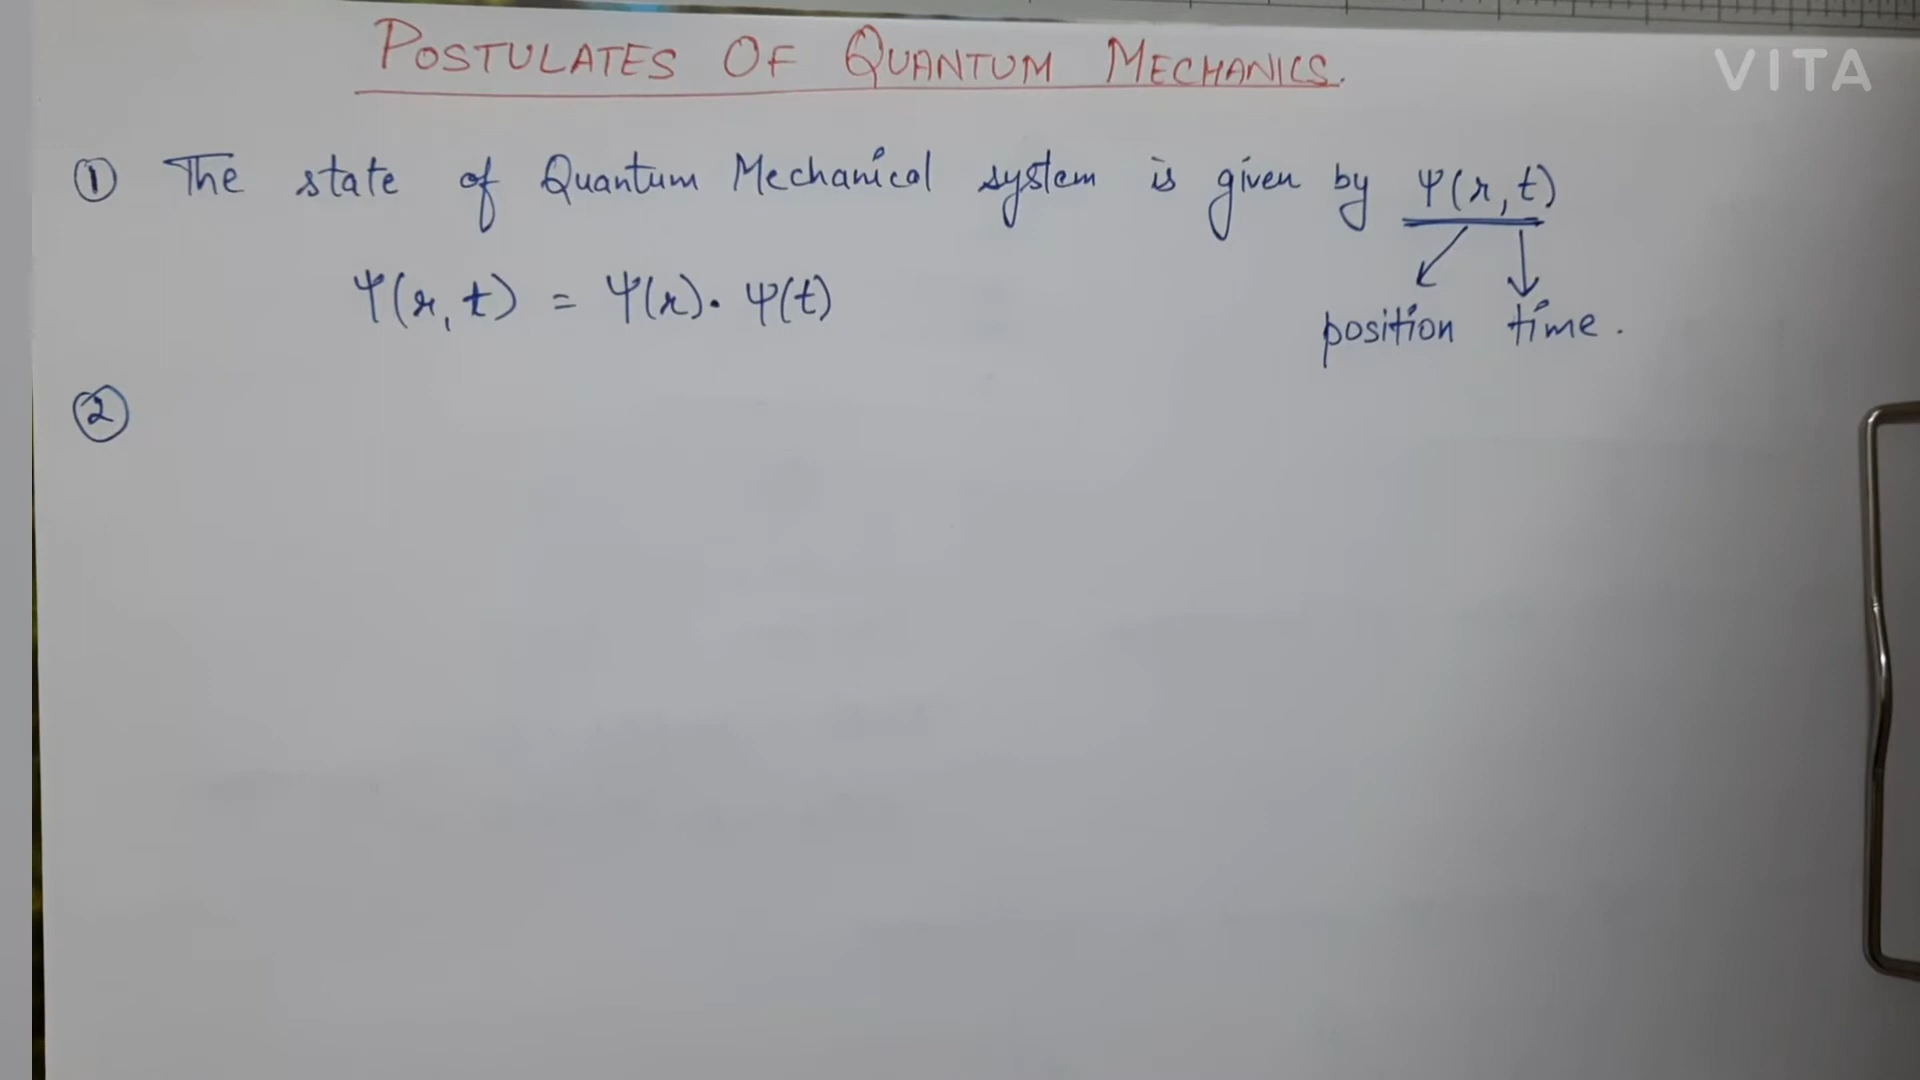 POSTULATES OF QUANTUM MECHANICS.
VITA
① The state of Quantum Mechanical system is given by Ψ(r, t)
Ψ(r, t) = Ψ(r). Ψ(t)
position time.
②